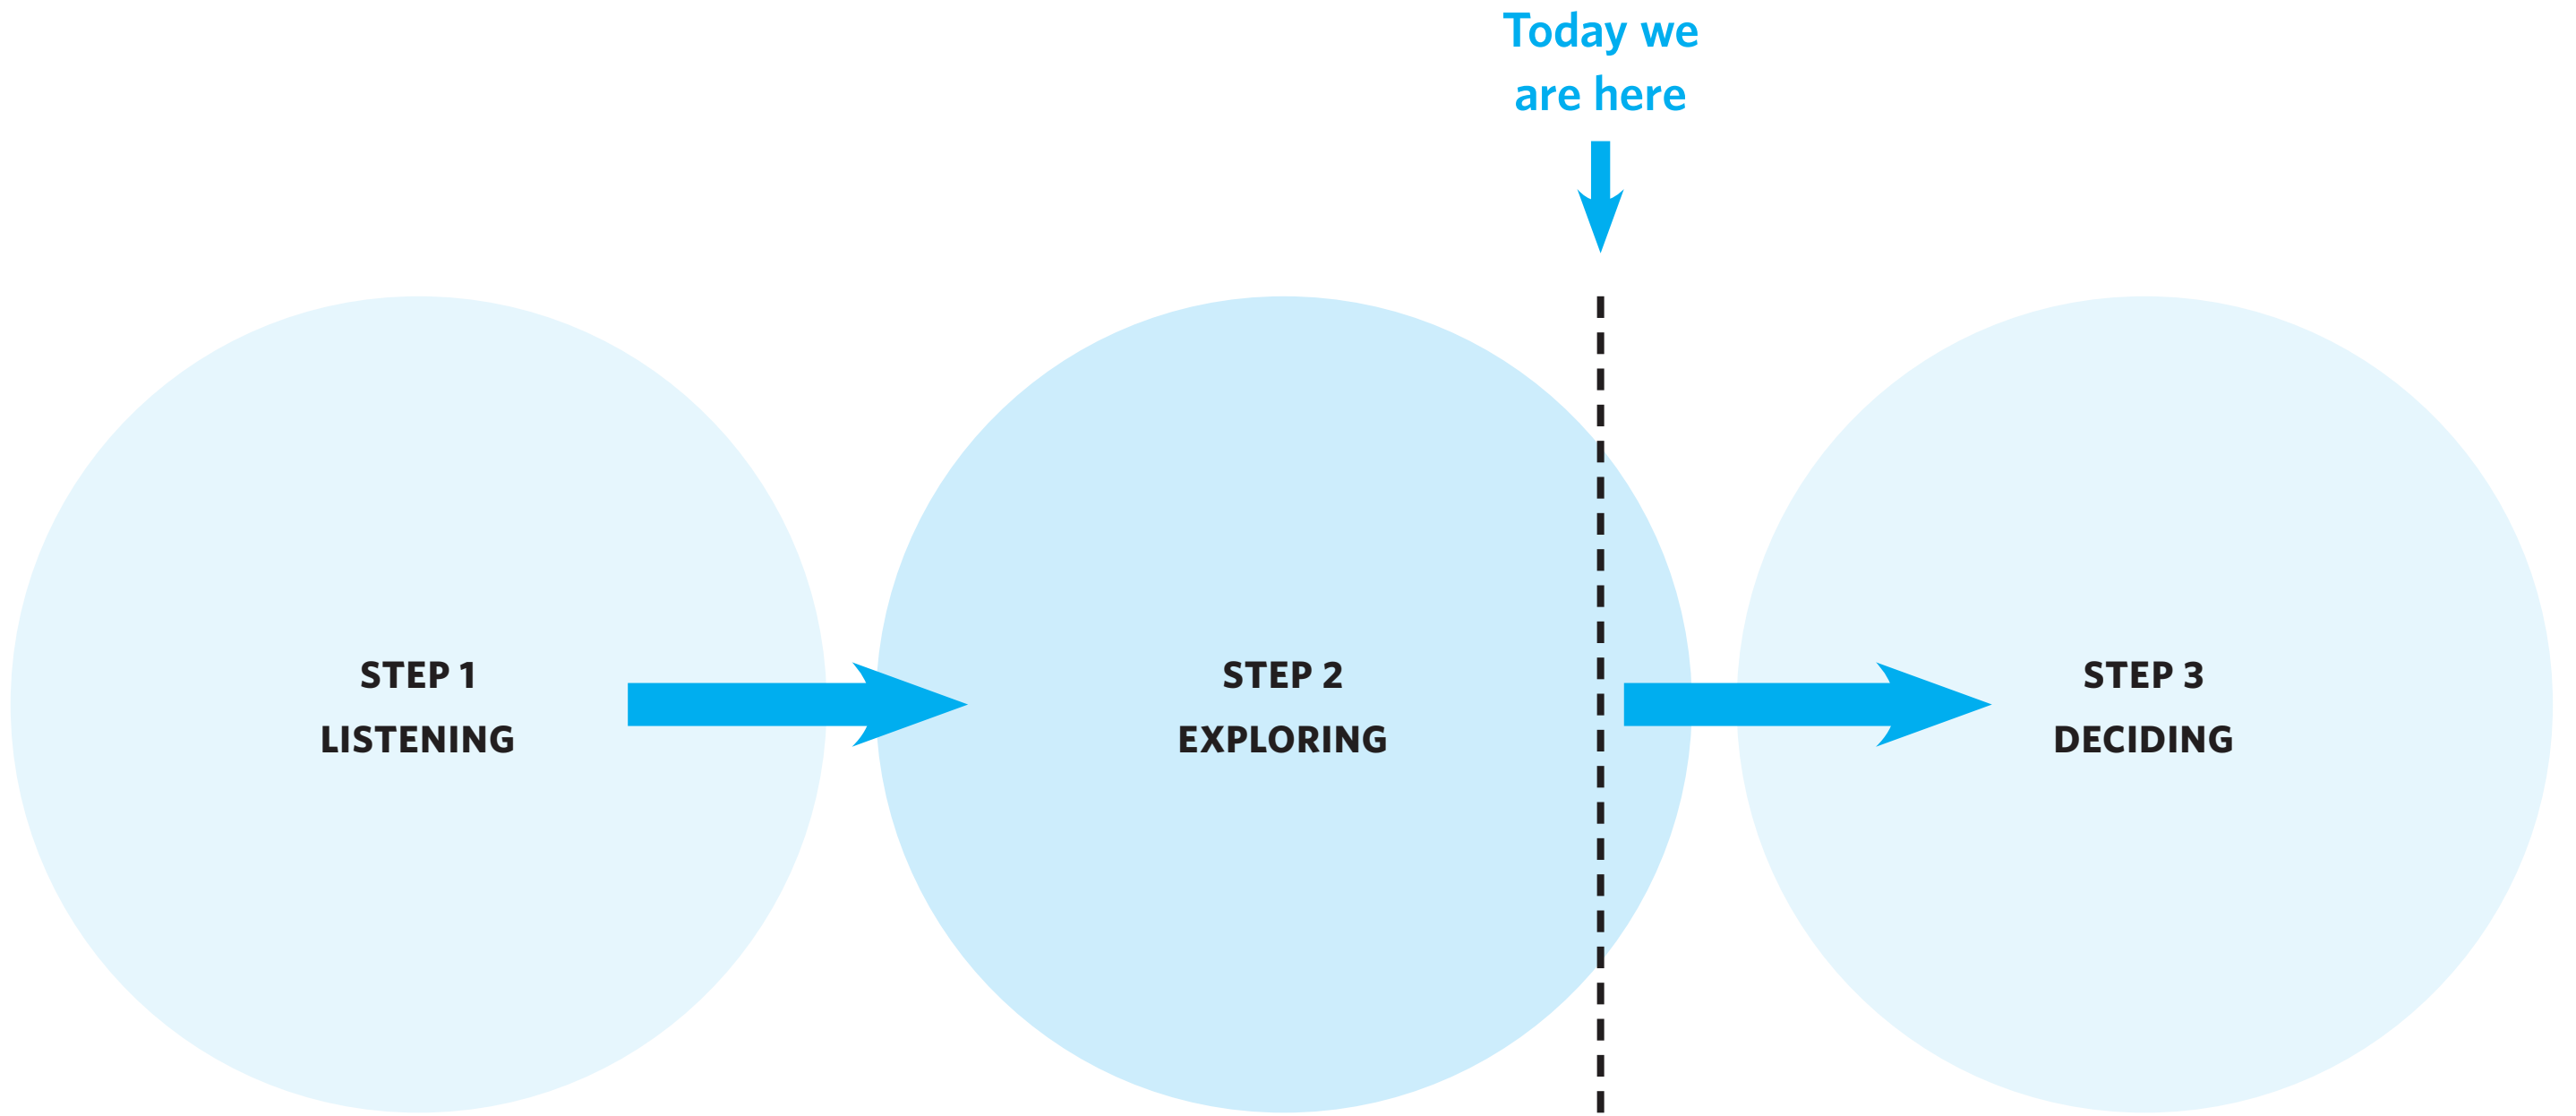 Today we
are here
STEP 1
LISTENING
STEP 2
EXPLORING
STEP 3
DECIDING